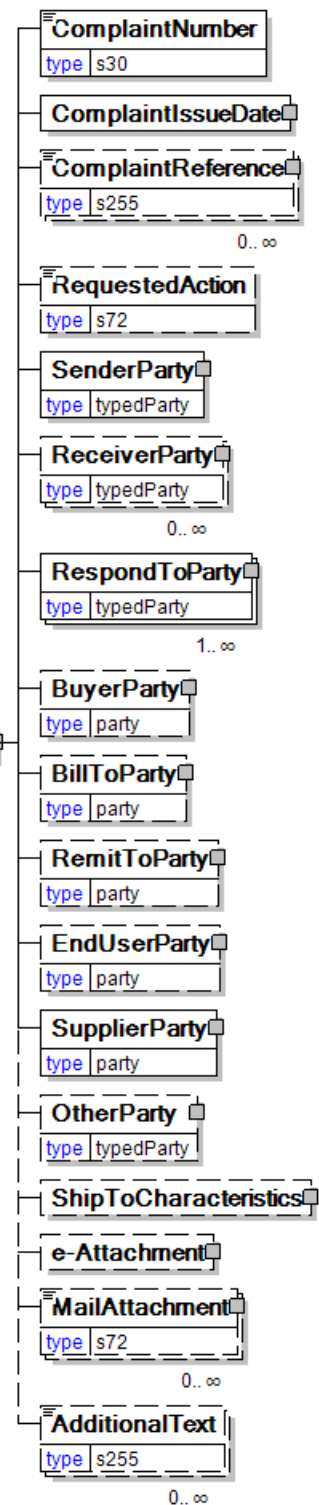 ComplaintNumber
type s30
ComplaintIssueDate
ComplaintReference
type s255
0.. ∞
RequestedAction
type s72
SenderParty
type typedParty
ReceiverParty
type typedParty
0.. ∞
RespondToParty
type typedParty
1.. ∞
BuyerParty
type party
BillToParty
type party
RemitToParty
type party
EndUserParty
type party
SupplierParty
type party
OtherParty
type typedParty
ShipToCharacteristics
e-Attachment
MailAttachment
type s72
0.. ∞
AdditionalText
type s255
0.. ∞